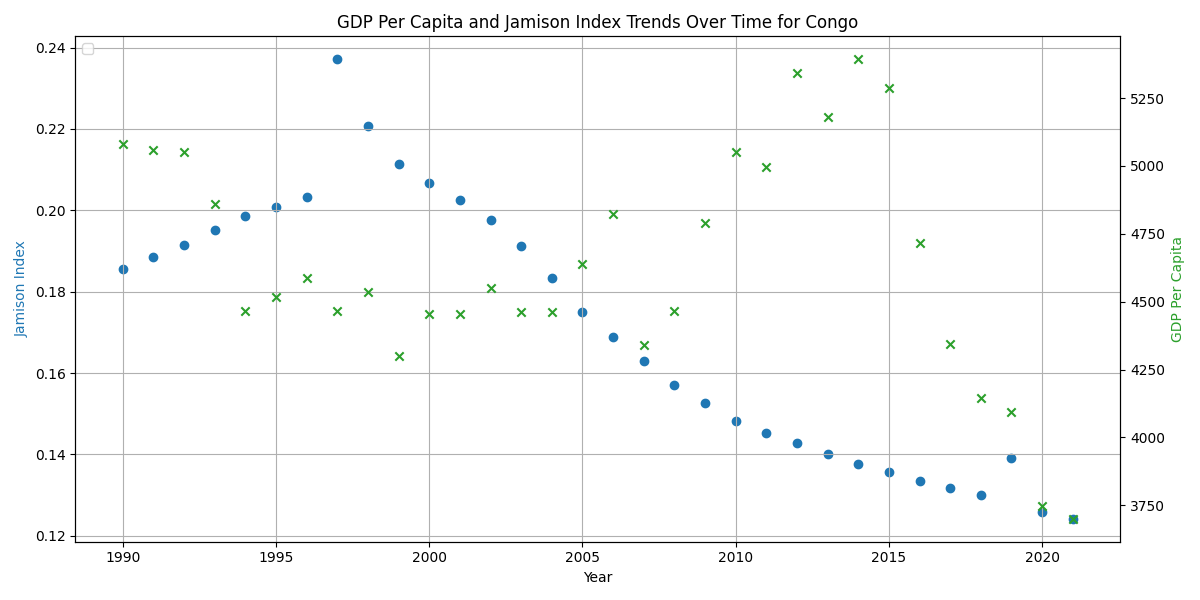 GDP Per Capita and Jamison Index Trends Over Time for Congo
0.24
0.22
0.20
0.18
0.16
0.14
0.12
Jamison Index
5250
5000
4750
4500
4250
4000
3750
GDP Per Capita
1990 1995 2000 2005 2010 2015 2020
Year